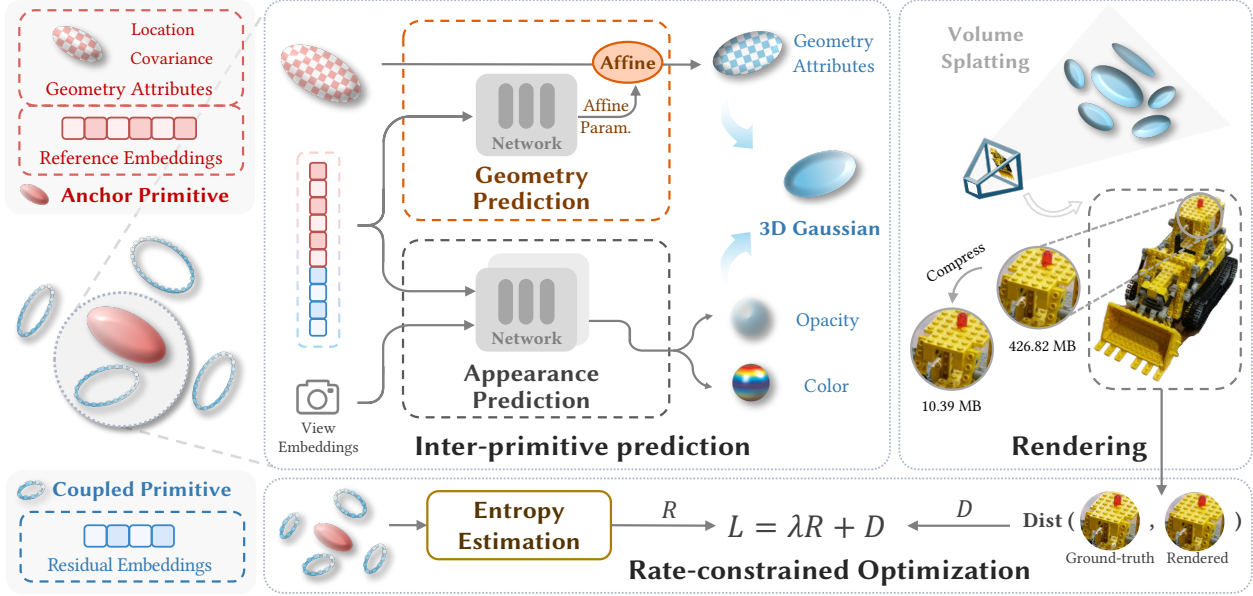 Location
Covariance
Geometry Attributes
Reference Embeddings
Anchor Primitive
Coupled Primitive
Residual Embeddings
Affine
Affine
Param.
Network
Geometry
Prediction
Network
Appearance
Prediction
View
Embeddings
Geometry
Attributes
3D Gaussian
Opacity
Color
Inter-primitive prediction
Volume
Splatting
Compress
426.82 MB
10.39 MB
Rendering
Entropy
Estimation
R
L = λR + D
D
Dist ( , )
Ground-truth Rendered
Rate-constrained Optimization